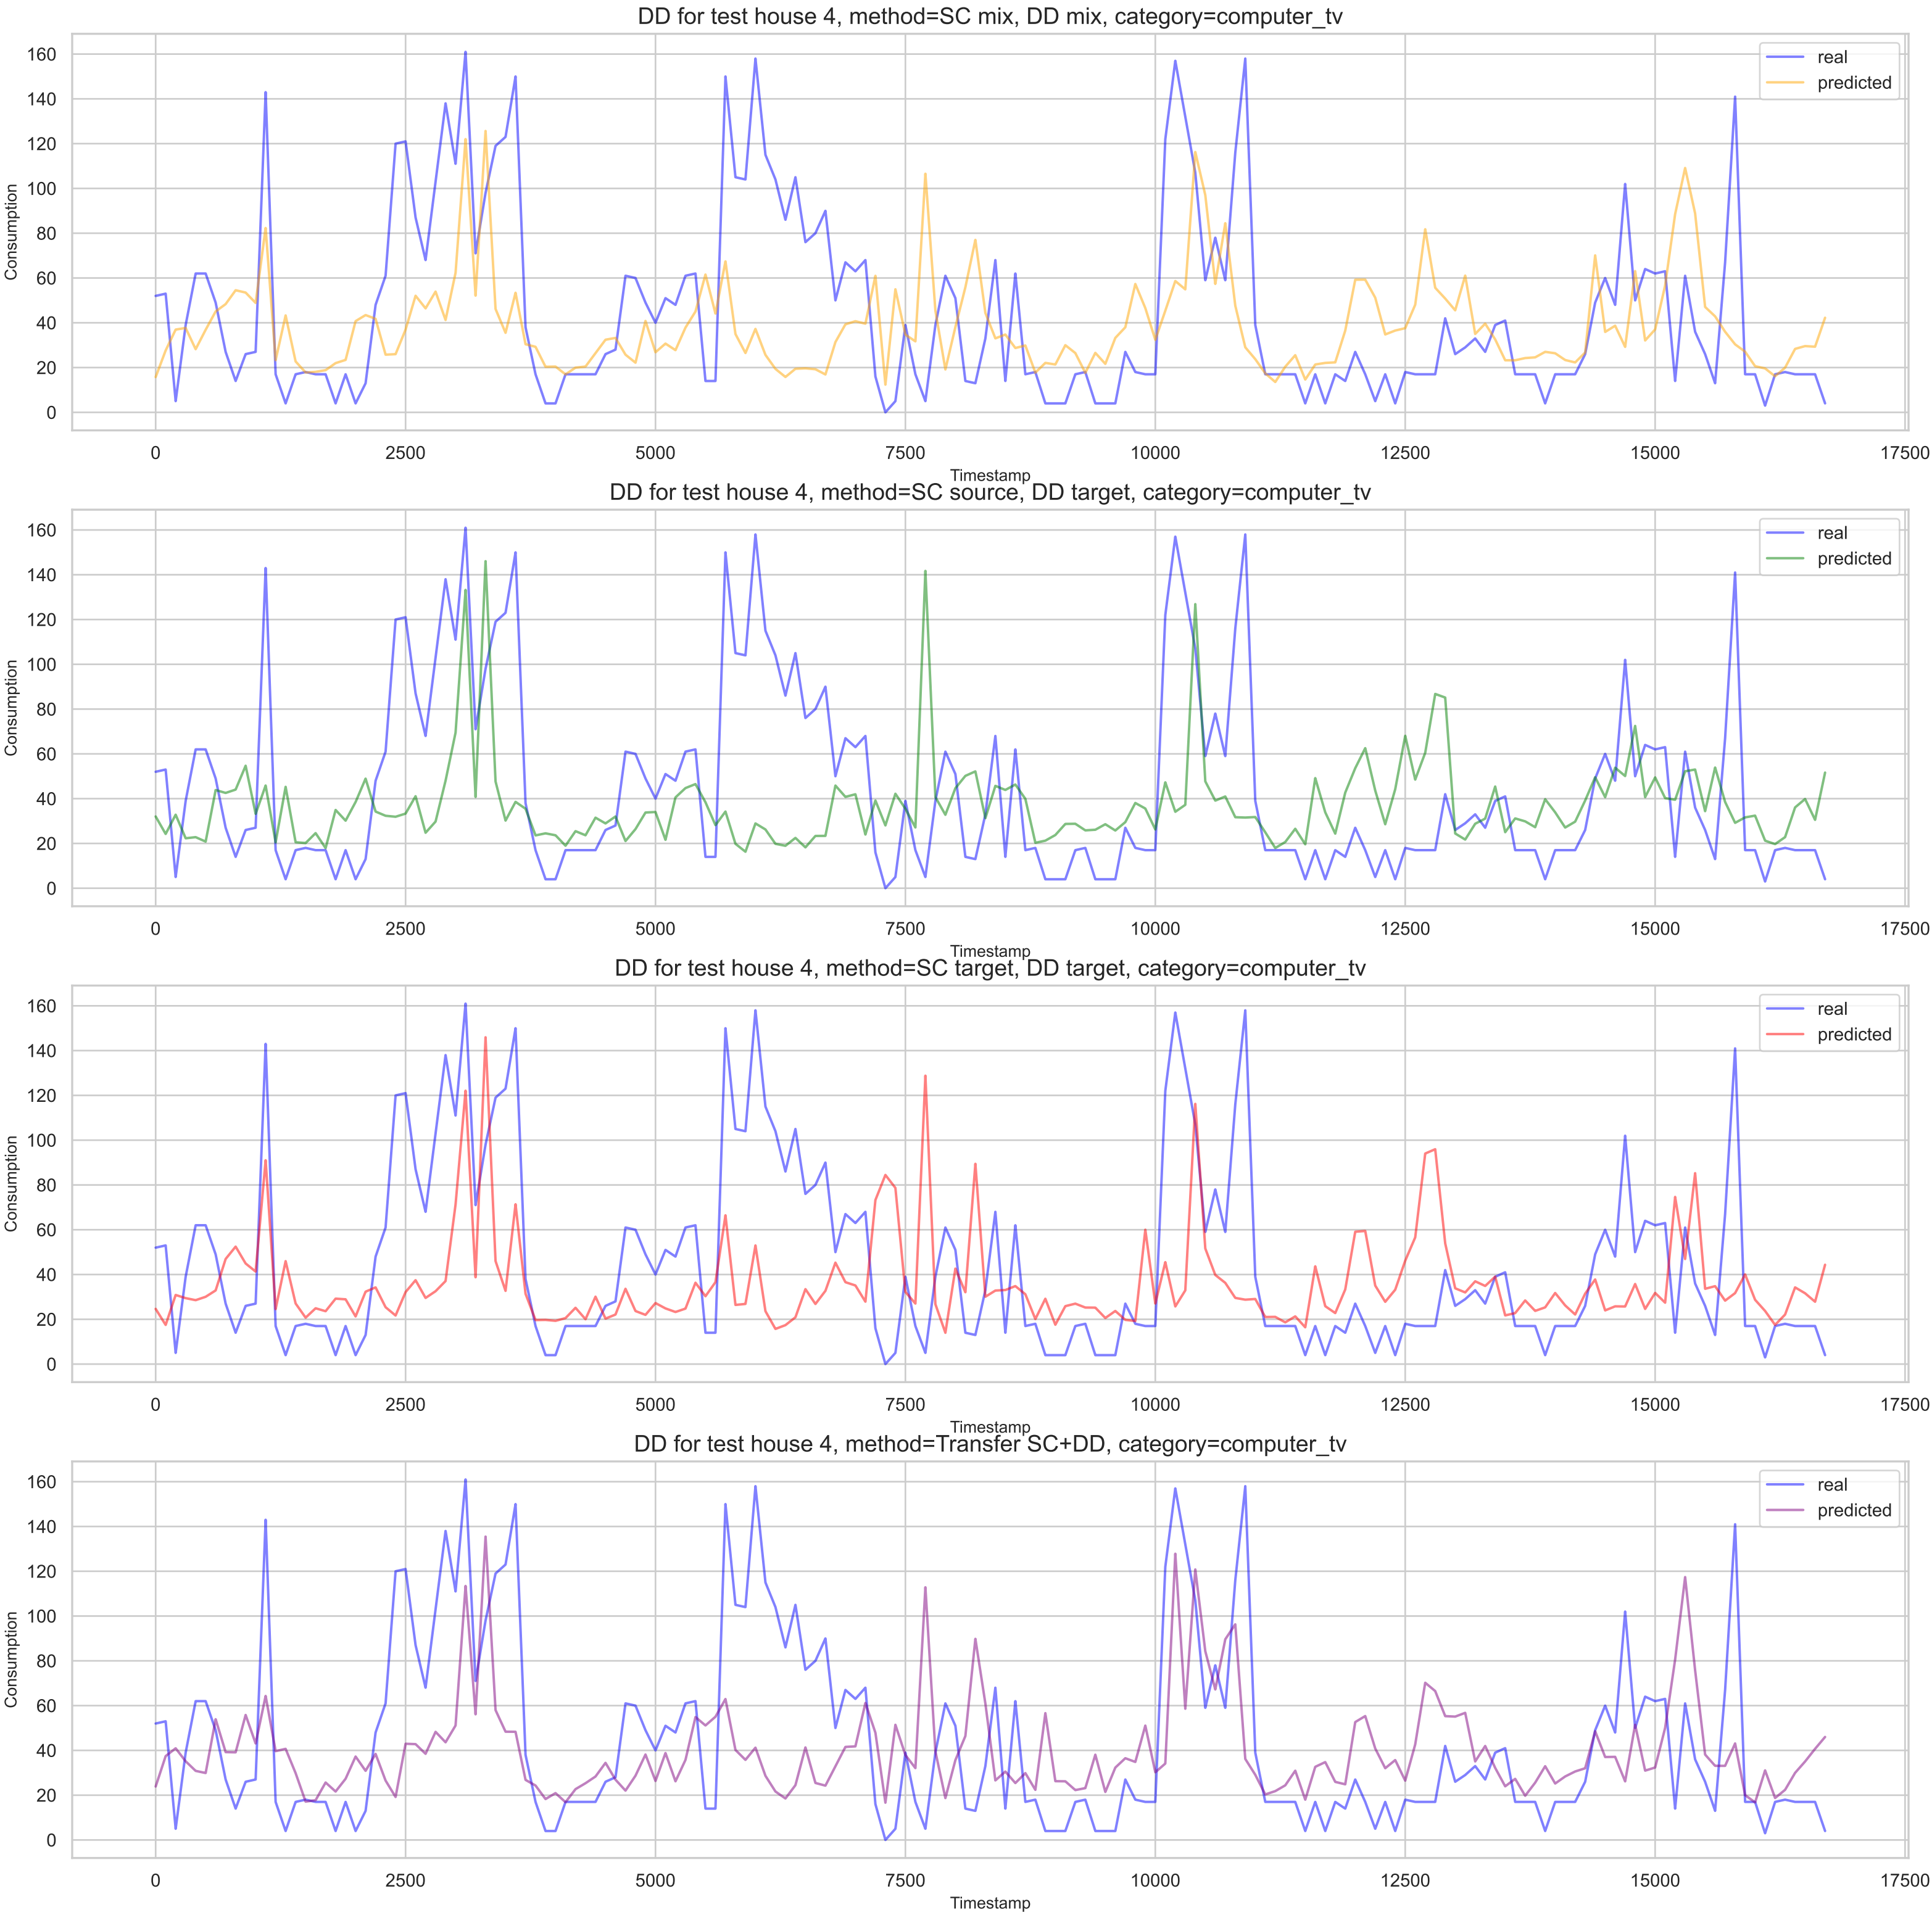 DD for test house 4, method=SC mix, DD mix, category=computer_tv
160
140
120
100
80
60
40
20
0
Consumption
real
predicted
0 2500 5000 7500 10000 12500 15000 17500
Timestamp
DD for test house 4, method=SC source, DD target, category=computer_tv
160
140
120
100
80
60
40
20
0
Consumption
real
predicted
0 2500 5000 7500 10000 12500 15000 17500
Timestamp
DD for test house 4, method=SC target, DD target, category=computer_tv
160
140
120
100
80
60
40
20
0
Consumption
real
predicted
0 2500 5000 7500 10000 12500 15000 17500
Timestamp
DD for test house 4, method=Transfer SC+DD, category=computer_tv
160
140
120
100
80
60
40
20
0
Consumption
real
predicted
0 2500 5000 7500 10000 12500 15000 17500
Timestamp